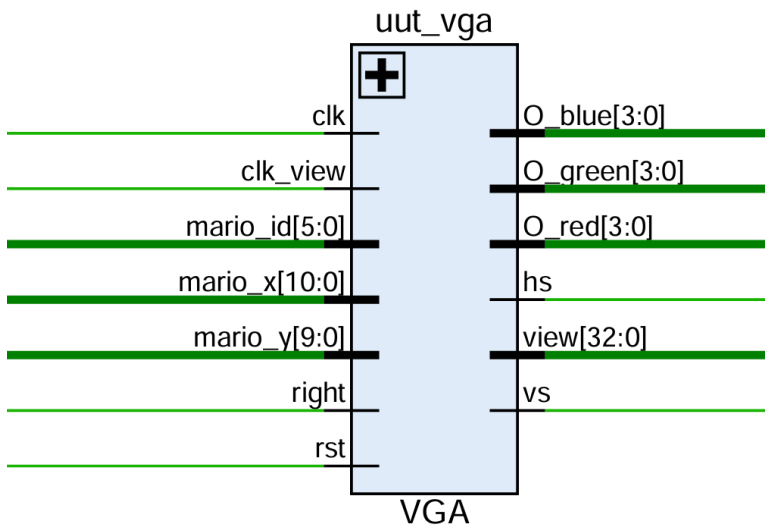 uut_vga
clk
O_blue[3:0]
clk_view
O_green[3:0]
mario_id[5:0]
O_red[3:0]
mario_x[10:0]
hs
mario_y[9:0]
view[32:0]
right
vs
rst
VGA